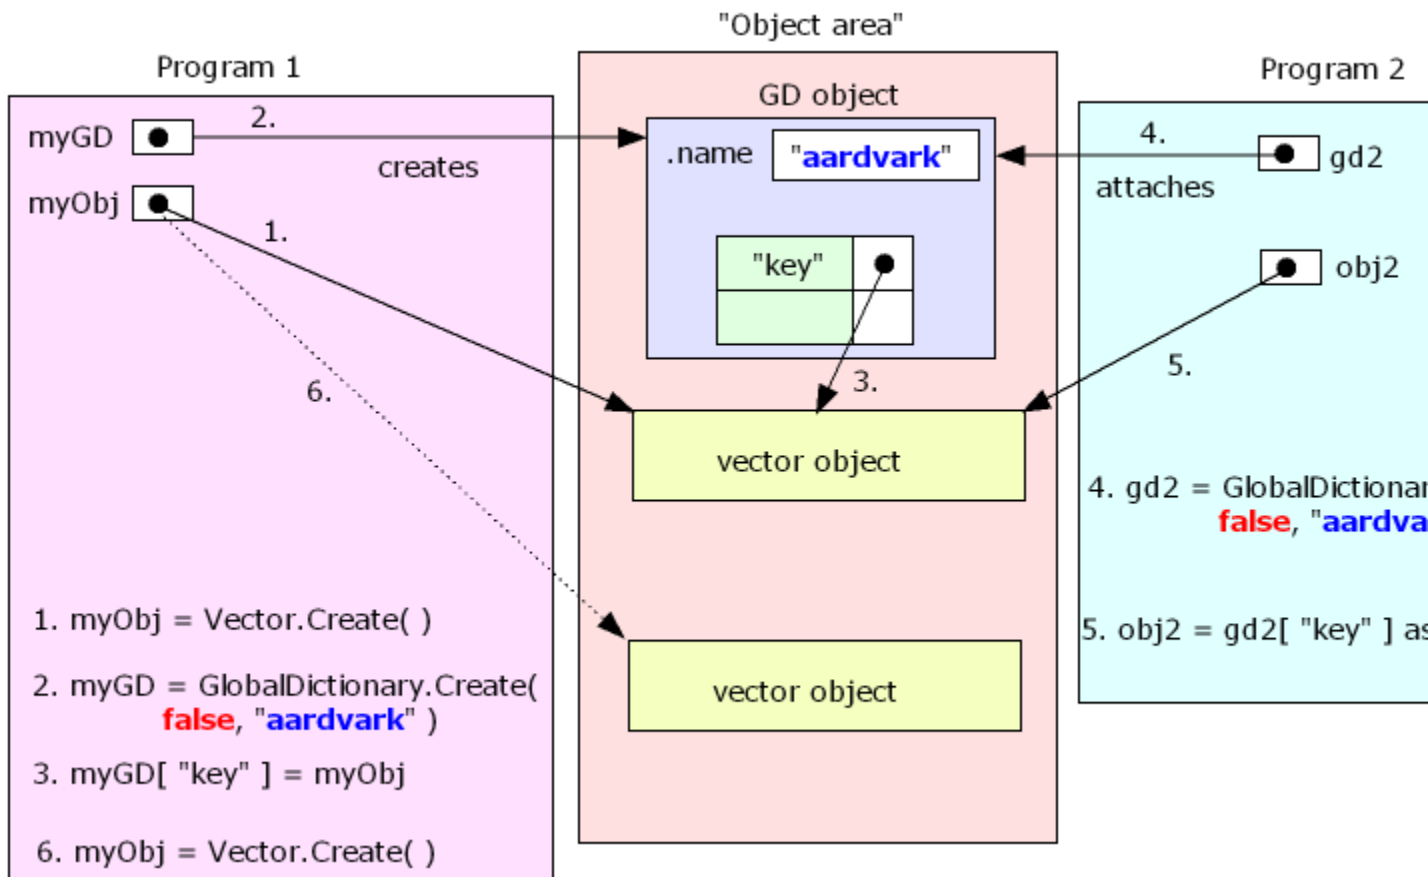 "Object area"
Program 1
Program 2
GD object
myGD
2.
creates
.name "aardvark"
4.
attaches
gd2
myObj
1.
"key"
obj2
6.
3.
5.
vector object
vector object
1. myObj = Vector.Create( )
2. myGD = GlobalDictionary.Create(
false, "aardvark" )
3. myGD[ "key" ] = myObj
6. myObj = Vector.Create( )
4. gd2 = GlobalDictionar
false, "aardva
5. obj2 = gd2[ "key" ] as